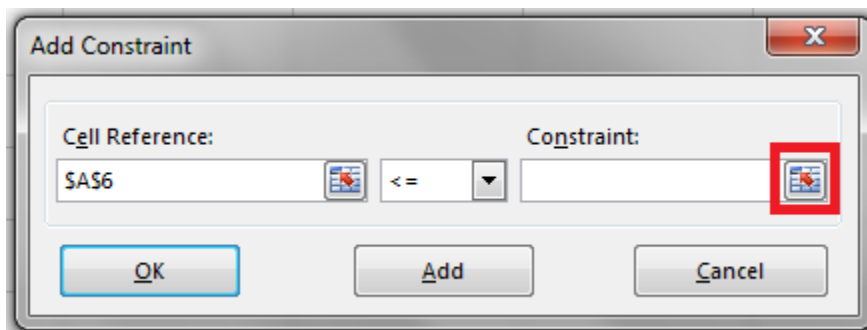 Add Constraint
Cell Reference: Constraint:
$A$6 <=
OK Add Cancel